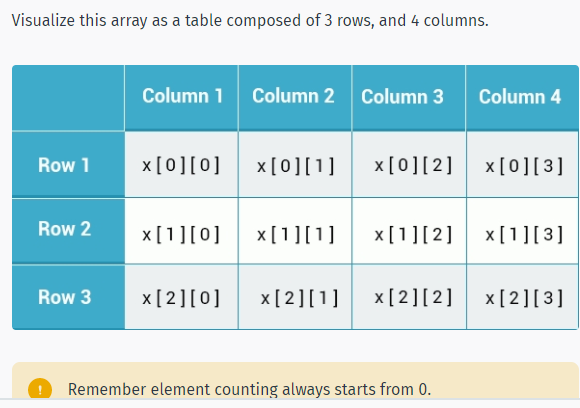 Visualize this array as a table composed of 3 rows, and 4 columns.
Column 1 Column 2 Column 3 Column 4
Row 1 x[0][0] x[0][1] x[0][2] x[0][3]
Row 2 x[1][0] x[1][1] x[1][2] x[1][3]
Row 3 x[2][0] x[2][1] x[2][2] x[2][3]
! Remember element counting always starts from 0.